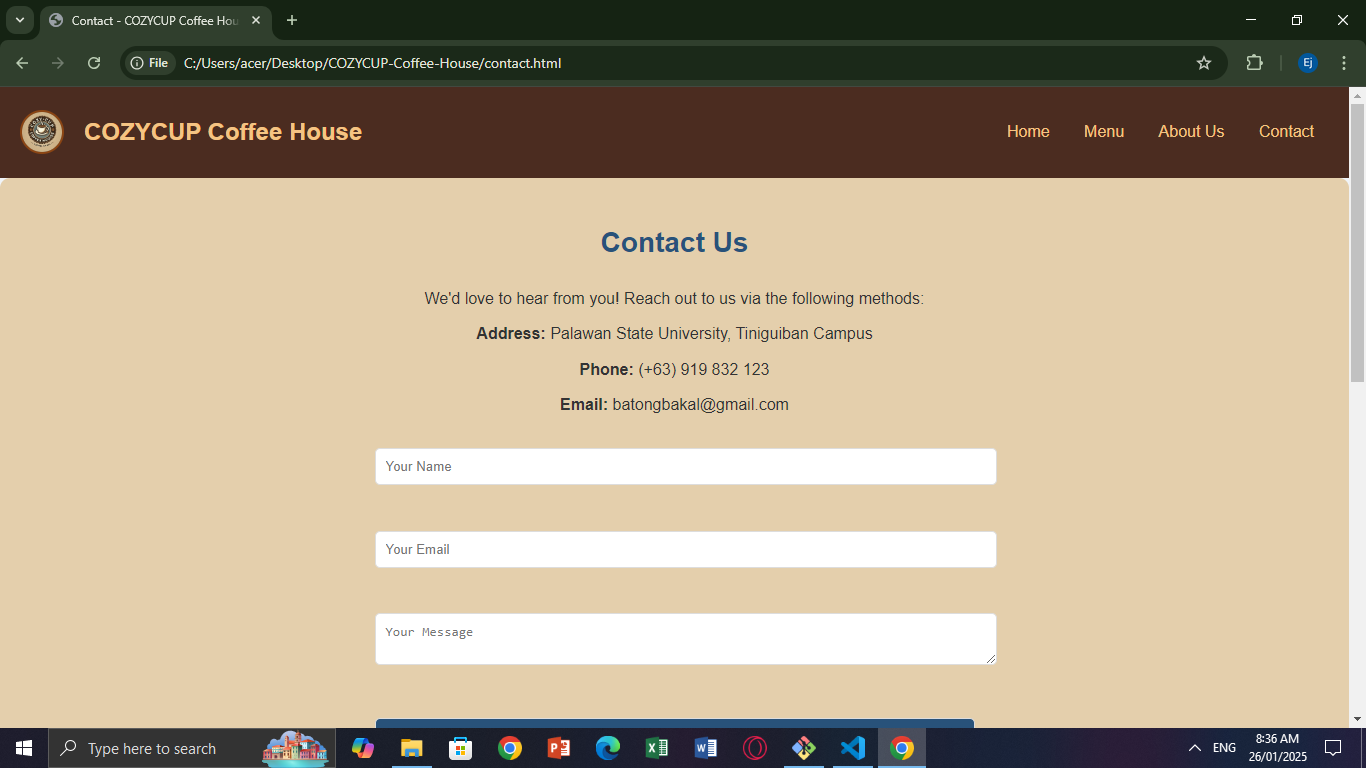 Contact - COZYCUP Coffee Hou
File
C:/Users/acer/Desktop/COZYCUP-Coffee-House/contact.html
Ej
COZYCUP Coffee House
Home
Menu
About Us
Contact
Contact Us
We'd love to hear from you! Reach out to us via the following methods:
Address: Palawan State University, Tiniguiban Campus
Phone: (+63) 919 832 123
Email: batongbakal@gmail.com
Your Name
Your Email
Your Message
Type here to search
ENG
8:36 AM
26/01/2025